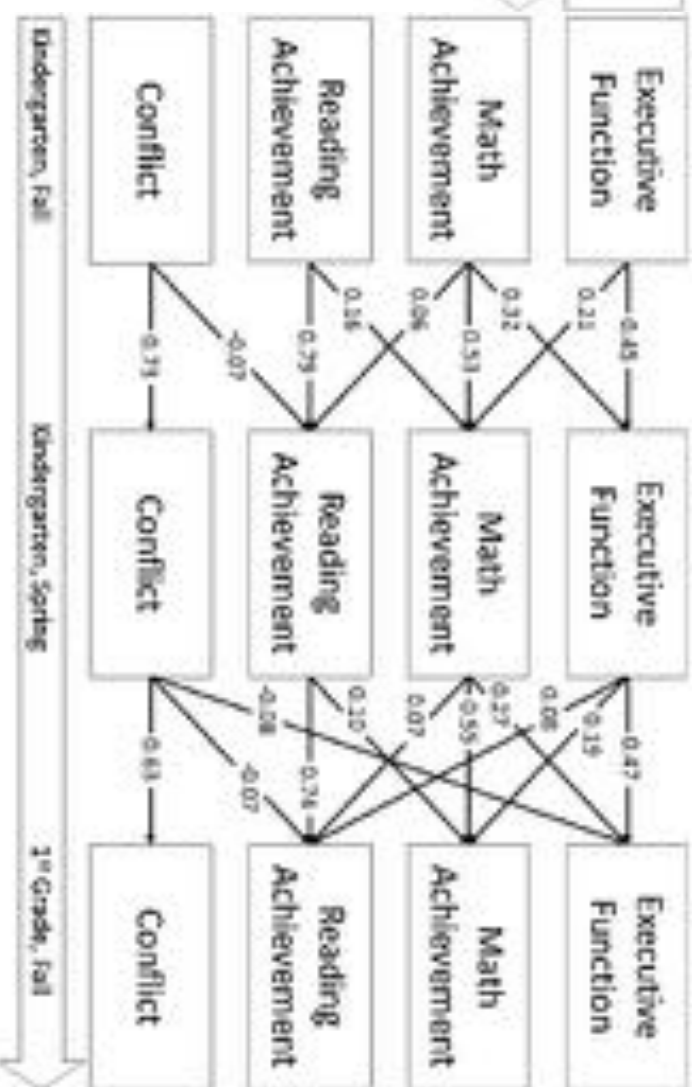 Executive
Function
Executive
Function
Executive
Function
0.45
0.21
0.32
0.47
0.19
0.08
0.27
Math
Achievement
Math
Achievement
Math
Achievement
0.53
0.06
0.16
0.55
0.07
0.10
Reading
Achievement
Reading
Achievement
Reading
Achievement
0.79
-0.07
0.74
-0.08
-0.07
Conflict
Conflict
Conflict
0.73
0.63
Kindergarten, Fall
Kindergarten, Spring
1st Grade, Fall